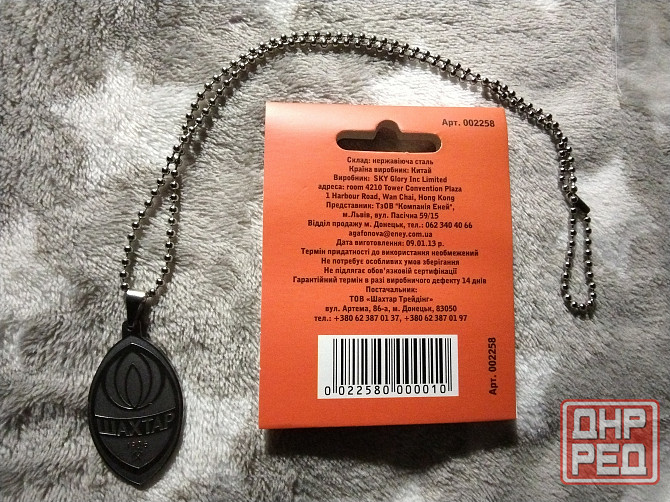 Арт. 002258
Склад: нержавіюча сталь
Країна виробник: Китай
Виробник: SKY Glory Inc Limited
адреса: room 4210 Tower Convention Plaza
1 Harbour Road, Wan Chai, Hong Kong
Представник: ТзОВ "Компанія Еней",
м.Львів, вул. Пасічна 59/15
Відділ продажу м. Донецьк, тел.: 062 340 40 66
agafonova@eney.com.ua
Дата виготовлення: 09.01.13 р.
Термін придатності до використання необмежений
Не потребує особливих умов зберігання
Не підлягає обов'язковій сертифікації
Гарантійний термін в разі виробничого дефекту 14 днів
Постачальник:
ТОВ «Шахтар Трейдінг»
вул. Артема, 86-а, м. Донецьк, 83050
тел.: +380 62 387 01 37, +380 62 387 01 97
0 022580 000010
Арт. 002258
ШАХТАР
1936
ДНР
РЕД